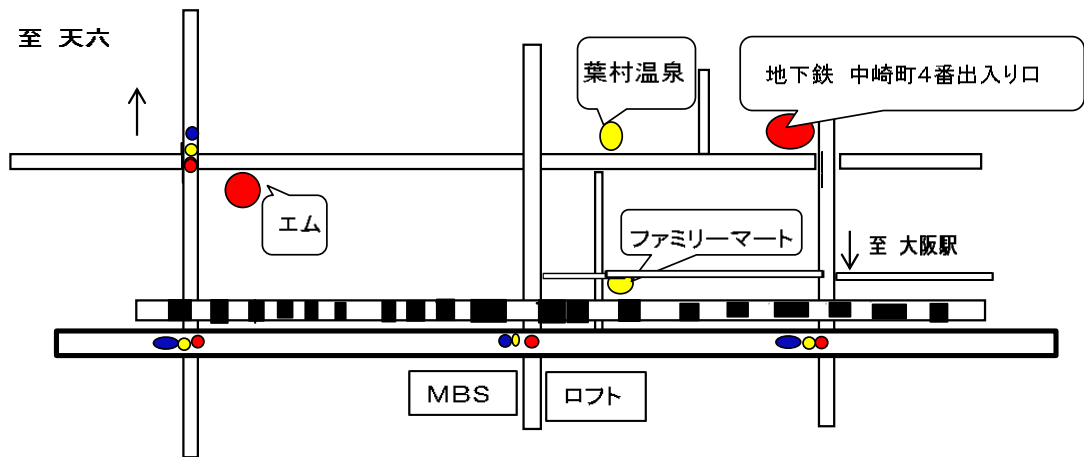 至 天六
葉村温泉
地下鉄 中崎町4番出入り口
エム
ファミリーマート
至 大阪駅
MBS
ロフト